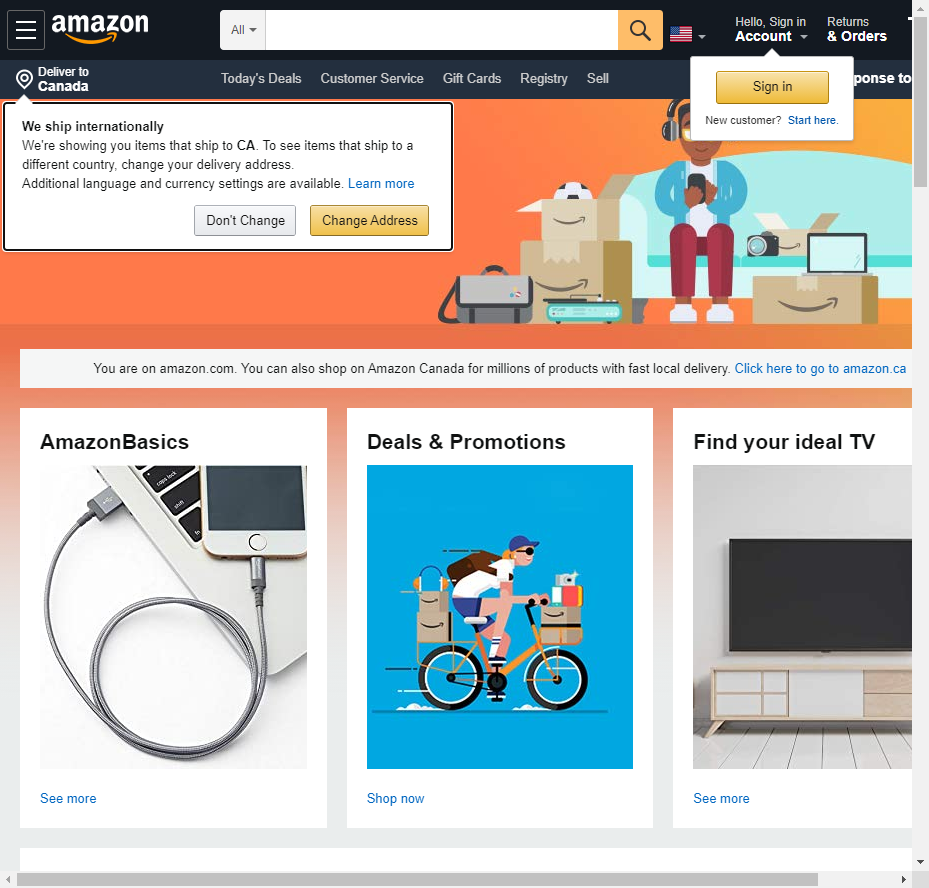 amazon
All
Hello, Sign in
Account
Returns
& Orders
Deliver to
Canada
Today's Deals
Customer Service
Gift Cards
Registry
Sell
ponse to
Sign in
New customer? Start here.
We ship internationally
We're showing you items that ship to CA. To see items that ship to a
different country, change your delivery address.
Additional language and currency settings are available. Learn more
Don't Change
Change Address
You are on amazon.com. You can also shop on Amazon Canada for millions of products with fast local delivery. Click here to go to amazon.ca
AmazonBasics
Deals & Promotions
Find your ideal TV
caps lock
shift
fn
See more
Shop now
See more